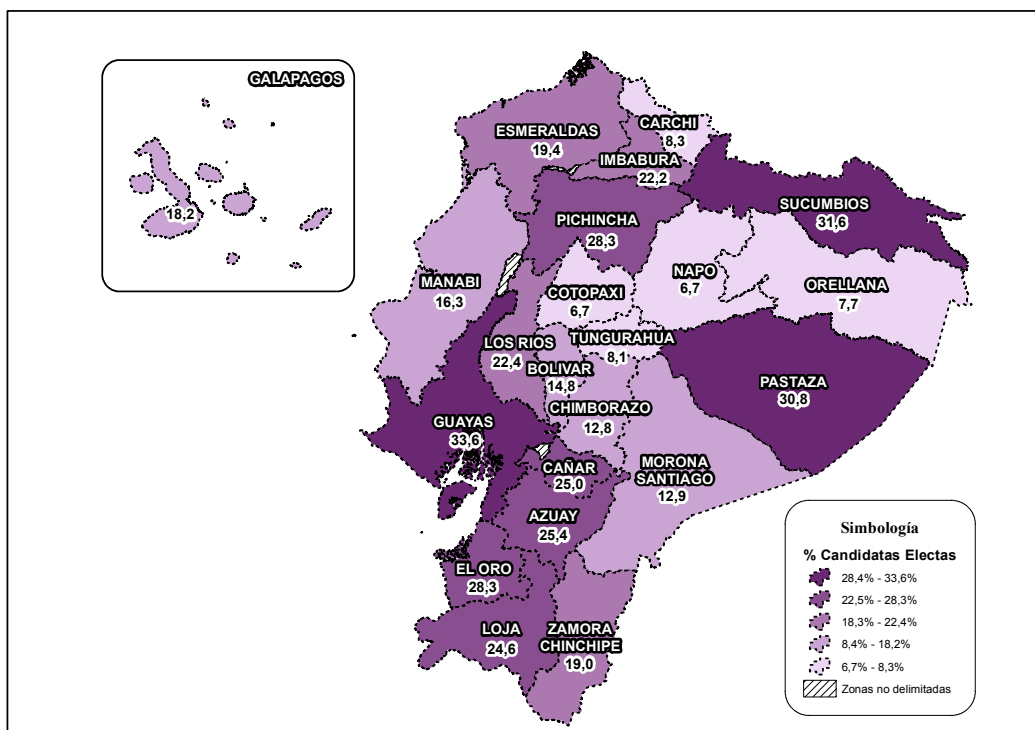 GALAPAGOS
18,2
ESMERALDAS
19,4
CARCHI
8,3
IMBABURA
22,2
SUCUMBIOS
31,6
PICHINCHA
28,3
MANABI
16,3
COTOPAXI
6,7
NAPO
6,7
ORELLANA
7,7
LOS RIOS
22,4
TUNGURAHUA
8,1
BOLIVAR
14,8
PASTAZA
30,8
CHIMBORAZO
12,8
GUAYAS
33,6
CAÑAR
25,0
MORONA
SANTIAGO
12,9
AZUAY
25,4
EL ORO
28,3
LOJA
24,6
ZAMORA
CHINCHIPE
19,0
Simbología
% Candidatas Electas
28,4% - 33,6%
22,5% - 28,3%
18,3% - 22,4%
8,4% - 18,2%
6,7% - 8,3%
Zonas no delimitadas